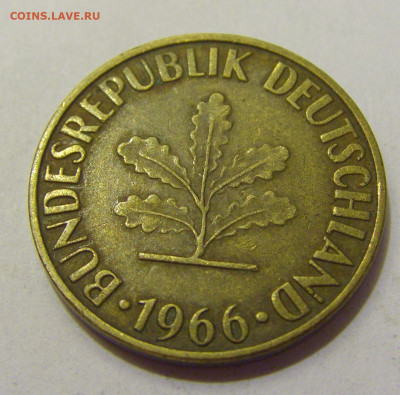 COINS.LAVE.RU
BUNDESREPUBLIK DEUTSCHLAND
· 1966 ·